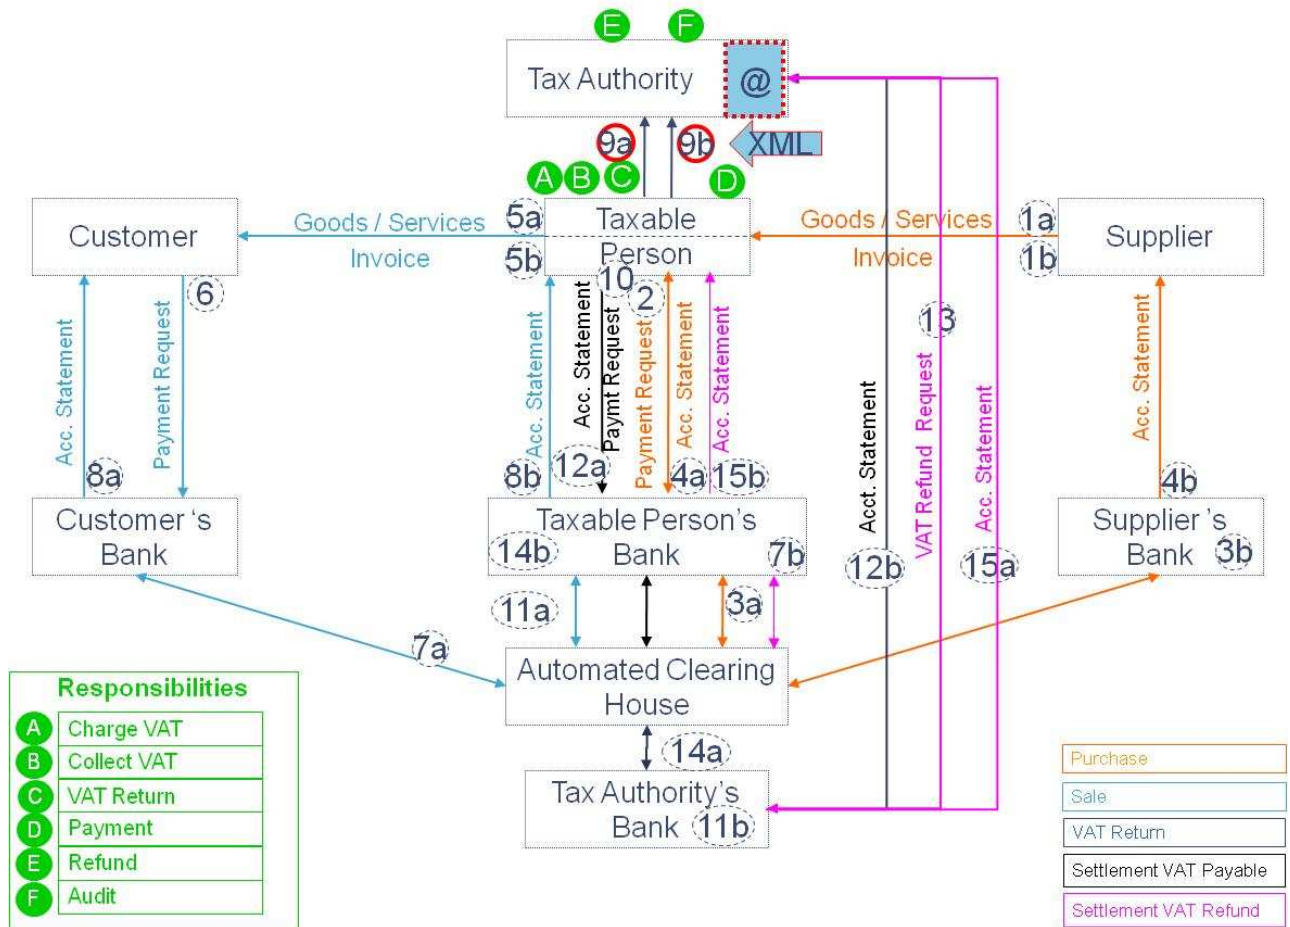 E
F
Tax Authority
@
9a
9b
XML
A
B
C
D
Customer
Goods / Services
Invoice
5a
5b
Taxable
Person
Goods / Services
Invoice
1a
1b
Supplier
6
10
2
13
Acc. Statement
Payment Request
Acc. Statement
Acc. Statement
Paymt Request
Payment Request
Acc. Statement
Acc. Statement
Acct. Statement
VAT Refund Request
Acc. Statement
Acc. Statement
8a
8b
12a
4a
15b
4b
Customer ‘s
Bank
Taxable Person’s
Bank
14b
7b
12b
15a
Supplier ’s
Bank
3b
11a
3a
7a
Automated Clearing
House
14a
Tax Authority’s
Bank
11b
Responsibilities
A Charge VAT
B Collect VAT
C VAT Return
D Payment
E Refund
F Audit
Purchase
Sale
VAT Return
Settlement VAT Payable
Settlement VAT Refund